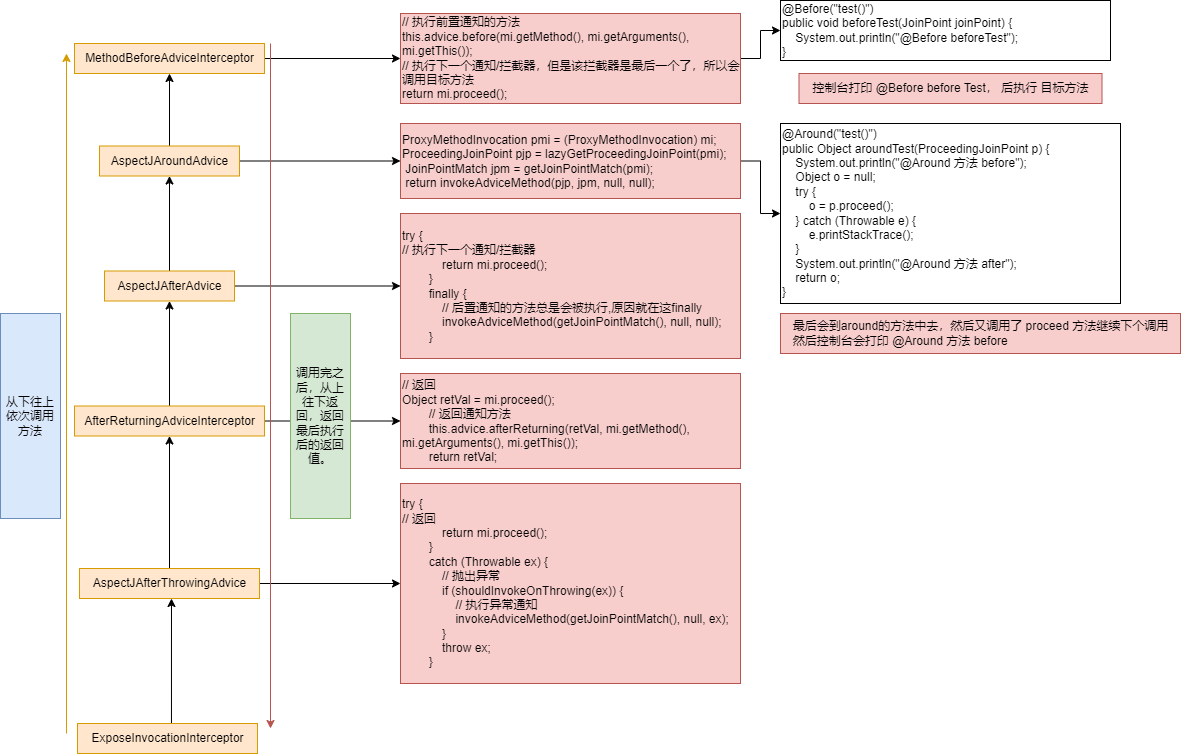 MethodBeforeAdviceInterceptor
// 执行前置通知的方法
this.advice.before(mi.getMethod(), mi.getArguments(),
mi.getThis());
// 执行下一个通知/拦截器，但是该拦截器是最后一个了，所以会
调用目标方法
return mi.proceed();
@Before("test()")
public void beforeTest(JoinPoint joinPoint) {
System.out.println("@Before beforeTest");
}
控制台打印 @Before before Test， 后执行 目标方法
AspectJAroundAdvice
ProxyMethodInvocation pmi = (ProxyMethodInvocation) mi;
ProceedingJoinPoint pjp = lazyGetProceedingJoinPoint(pmi);
JoinPointMatch jpm = getJoinPointMatch(pmi);
return invokeAdviceMethod(pjp, jpm, null, null);
@Around("test()")
public Object aroundTest(ProceedingJoinPoint p) {
System.out.println("@Around 方法 before");
Object o = null;
try {
o = p.proceed();
} catch (Throwable e) {
e.printStackTrace();
}
System.out.println("@Around 方法 after");
return o;
}
最后会到around的方法中去，然后又调用了 proceed 方法继续下个调用
然后控制台会打印 @Around 方法 before
AspectJAfterAdvice
try {
// 执行下一个通知/拦截器
return mi.proceed();
}
finally {
// 后置通知的方法总是会被执行,原因就在这finally
invokeAdviceMethod(getJoinPointMatch(), null, null);
}
从下往上
依次调用
方法
调用完之
后，从上
往下返
回，返回
最后执行
后的返回
值。
AfterReturningAdviceInterceptor
// 返回
Object retVal = mi.proceed();
// 返回通知方法
this.advice.afterReturning(retVal, mi.getMethod(),
mi.getArguments(), mi.getThis());
return retVal;
AspectJAfterThrowingAdvice
try {
// 返回
return mi.proceed();
}
catch (Throwable ex) {
// 抛出异常
if (shouldInvokeOnThrowing(ex)) {
// 执行异常通知
invokeAdviceMethod(getJoinPointMatch(), null, ex);
}
throw ex;
}
ExposeInvocationInterceptor